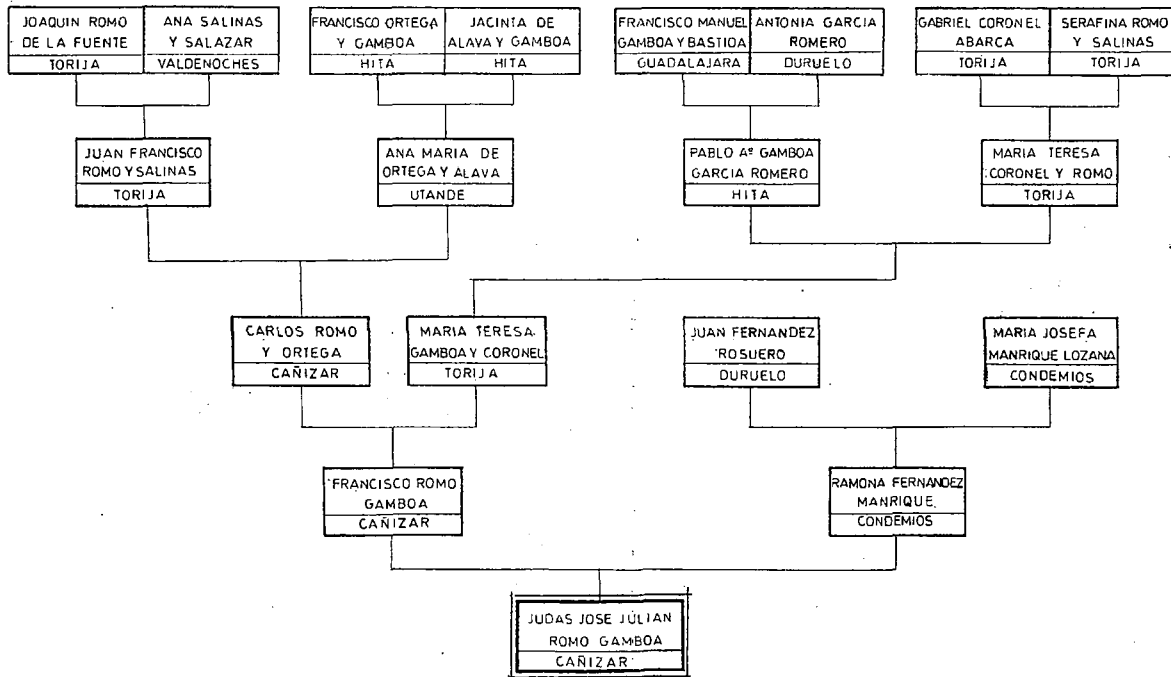 JOAQUIN ROMO
DE LA FUENTE
TORIJA
ANA SALINAS
Y SALAZAR
VALDENOCHES
FRANCISCO ORTEGA
Y GAMBOA
HITA
JACINTA DE
ALAVA Y GAMBOA
HITA
FRANCISCO MANUEL
GAMBOA Y BASTIDA
GUADALAJARA
ANTONIA GARCIA
ROMERO
DURUELO
GABRIEL CORONEL
ABARCA
TORIJA
SERAFINA ROMO
Y SALINAS
TORIJA
JUAN FRANCISCO
ROMO Y SALINAS
TORIJA
ANA MARIA DE
ORTEGA Y ALAVA
UTANDE
PABLO Aº GAMBOA
GARCIA ROMERO
HITA
MARIA TERESA
CORONEL Y ROMO
TORIJA
CARLOS ROMO
Y ORTEGA
CAÑIZAR
MARIA TERESA
GAMBOA Y CORONEL
TORIJA
JUAN FERNANDEZ
ROSUERO
DURUELO
MARIA JOSEFA
MANRIQUE LOZANA
CONDEMIOS
FRANCISCO ROMO
GAMBOA
CAÑIZAR
RAMONA FERNANDEZ
MANRIQUE
CONDEMIOS
JUDAS JOSE JULIAN
ROMO GAMBOA
CAÑIZAR